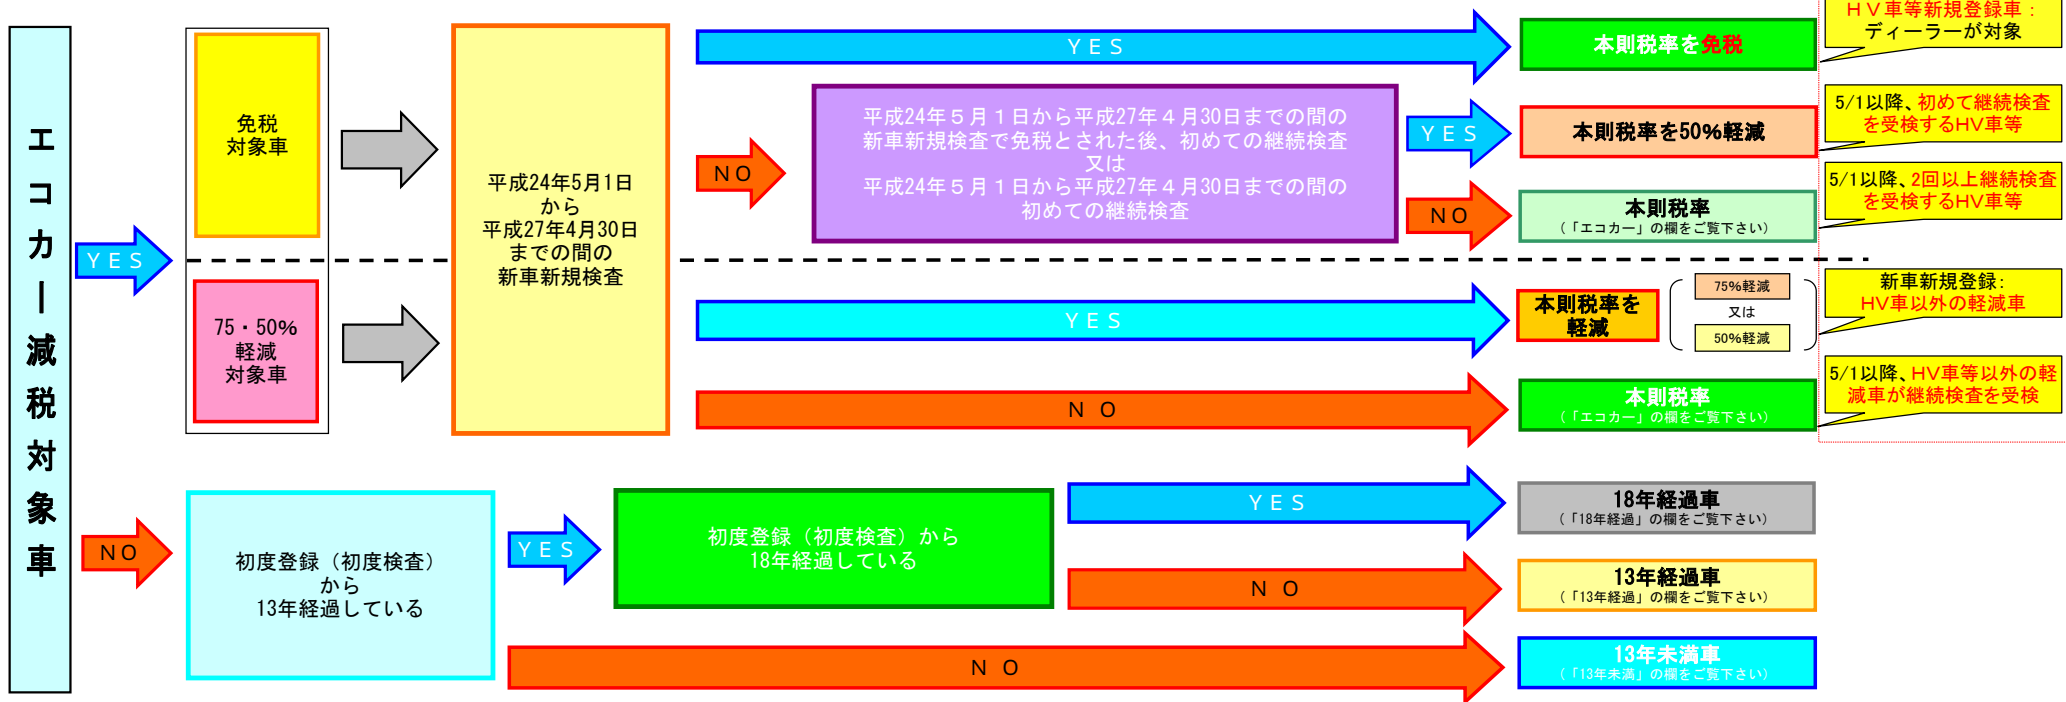 エコカー減税対象車
YES
免税
対象車
75・50%
軽減
対象車
平成24年5月1日
から
平成27年4月30日
までの間の
新車新規検査
YES
本則税率を免税
HV車等新規登録車:
ディーラーが対象
NO
平成24年5月1日から平成27年4月30日までの間の
新車新規検査で免税とされた後、初めての継続検査
又は
平成24年5月1日から平成27年4月30日までの間の
初めての継続検査
YES
本則税率を50%軽減
5/1以降、初めて継続検査
を受検するHV車等
NO
本則税率
(「エコカー」の欄をご覧下さい)
5/1以降、2回以上継続検査
を受検するHV車等
YES
本則税率を
軽減
75%軽減
又は
50%軽減
新車新規登録:
HV車以外の軽減車
NO
本則税率
(「エコカー」の欄をご覧下さい)
5/1以降、HV車等以外の軽
減車が継続検査を受検
NO
初度登録(初度検査)
から
13年経過している
YES
初度登録(初度検査)から
18年経過している
YES
18年経過車
(「18年経過」の欄をご覧下さい)
NO
13年経過車
(「13年経過」の欄をご覧下さい)
NO
13年未満車
(「13年未満」の欄をご覧下さい)